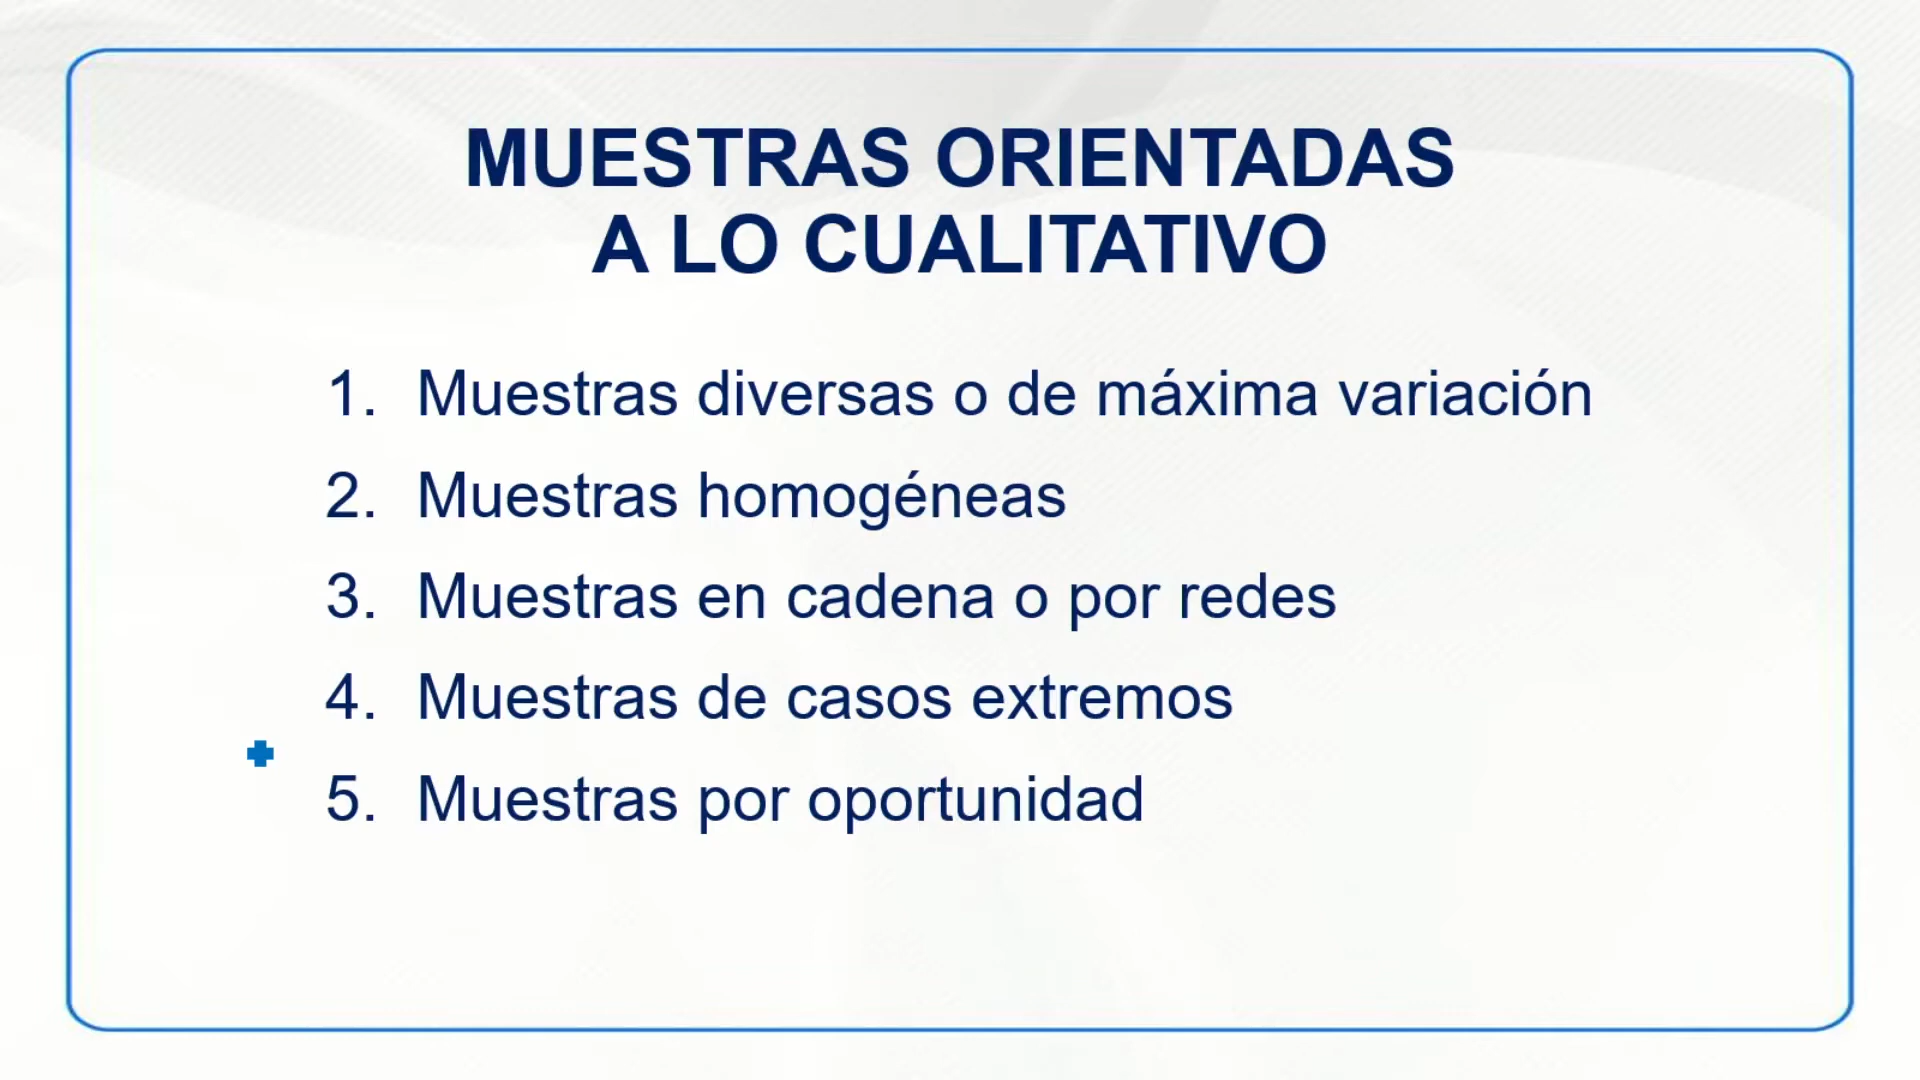 MUESTRAS ORIENTADAS
A LO CUALITATIVO
1. Muestras diversas o de máxima variación
2. Muestras homogéneas
3. Muestras en cadena o por redes
4. Muestras de casos extremos
5. Muestras por oportunidad